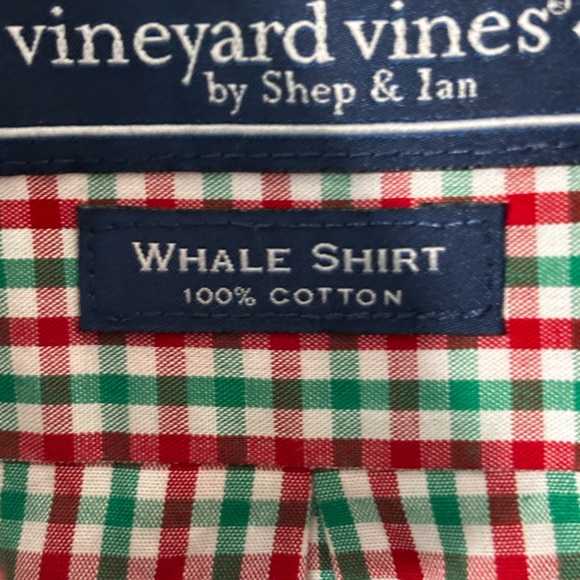 vineyard vines®
by Shep & Ian
WHALE SHIRT
100% COTTON